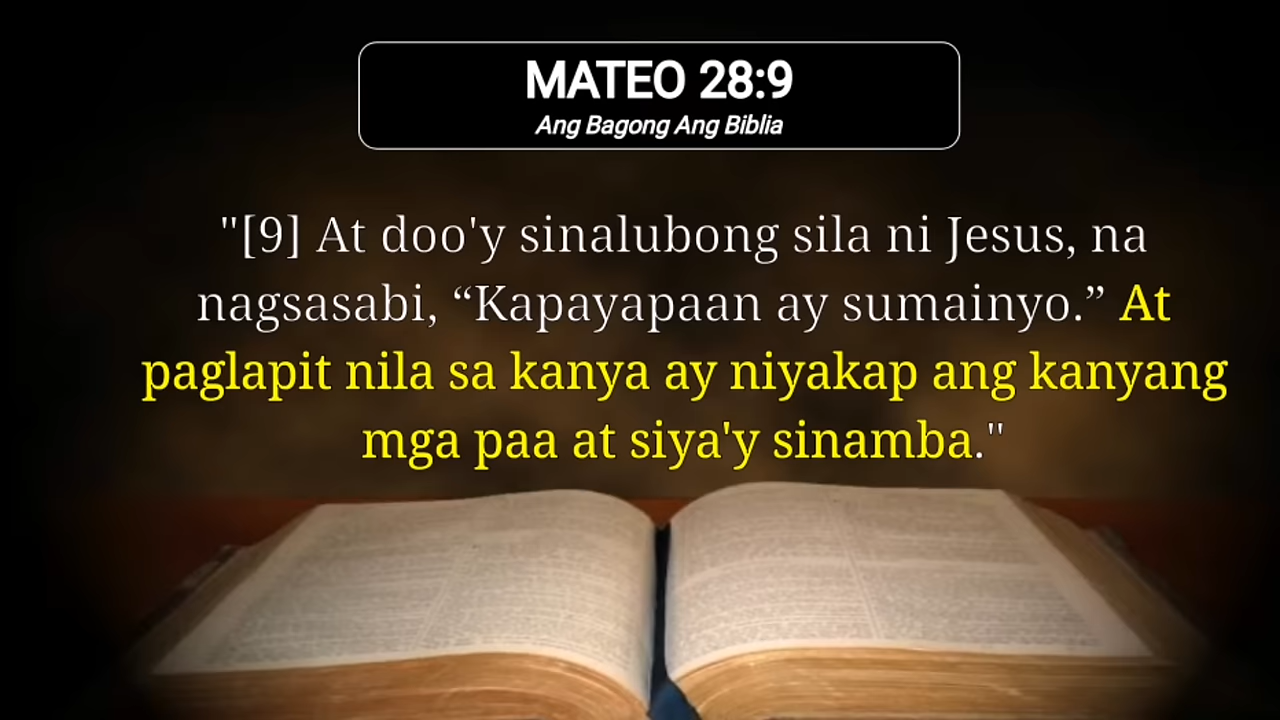 MATEO 28:9
Ang Bagong Ang Biblia
"[9] At doo'y sinalubong sila ni Jesus, na
nagsasabi, “Kapayapaan ay sumainyo.” At
paglapit nila sa kanya ay niyakap ang kanyang
mga paa at siya'y sinamba."